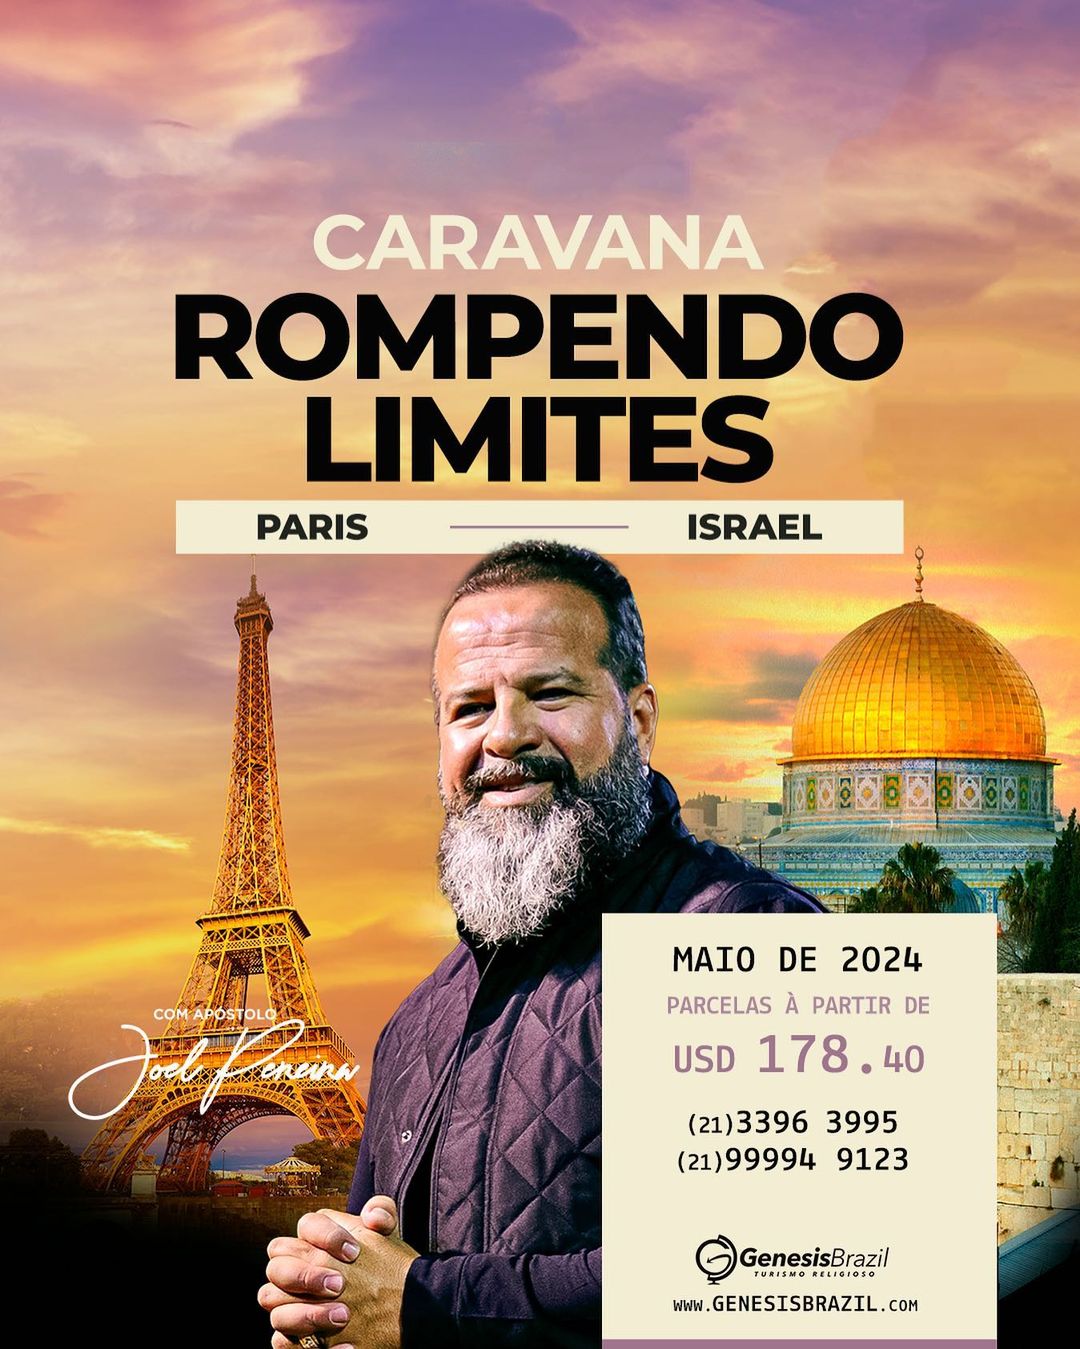 CARAVANA
ROMPENDO
LIMITES
PARIS ISRAEL
COM APÓSTOLO
Joel Pereira
MAIO DE 2024
PARCELAS À PARTIR DE
USD 178.40
(21)3396 3995
(21)99994 9123
GenesisBrazil
TURISMO RELIGIOSO
WWW.GENESISBRAZIL.COM